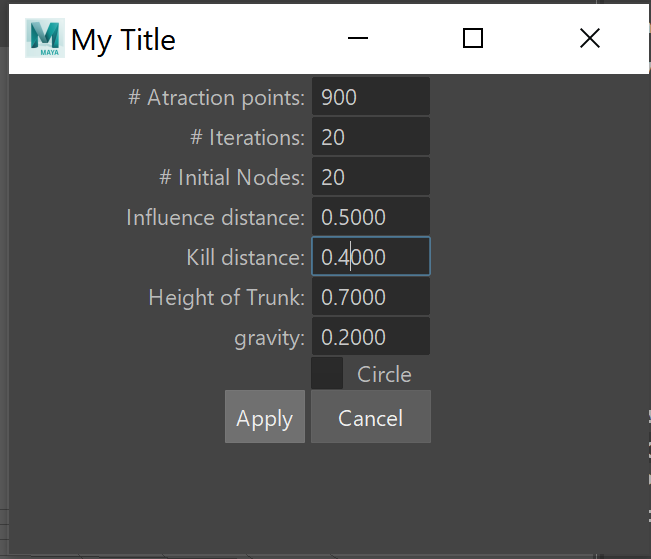 MAYA My Title
# Atraction points: 900
# Iterations: 20
# Initial Nodes: 20
Influence distance: 0.5000
Kill distance: 0.4000
Height of Trunk: 0.7000
gravity: 0.2000
Circle
Apply Cancel